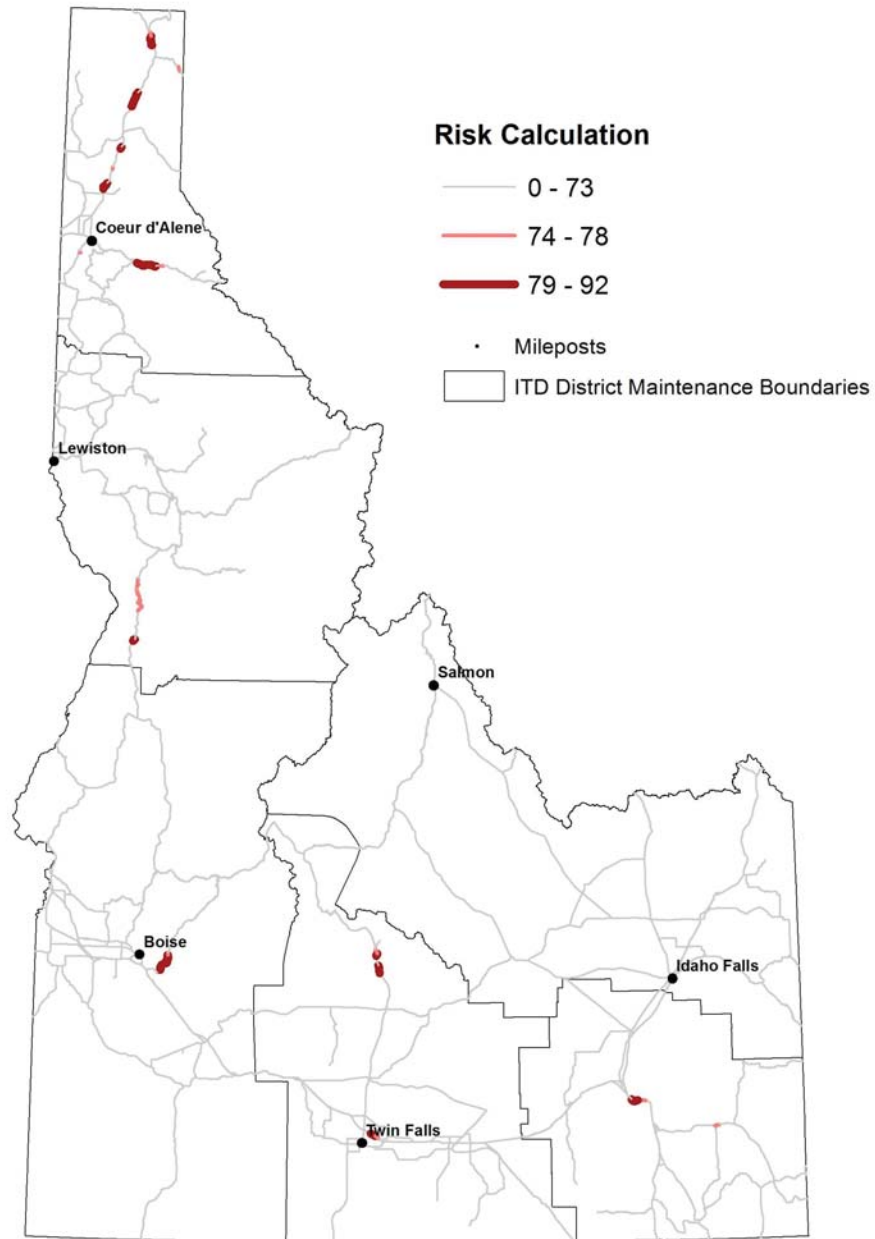 Risk Calculation
0 - 73
74 - 78
79 - 92
Mileposts
ITD District Maintenance Boundaries
Coeur d'Alene
Lewiston
Salmon
Boise
Idaho Falls
Twin Falls